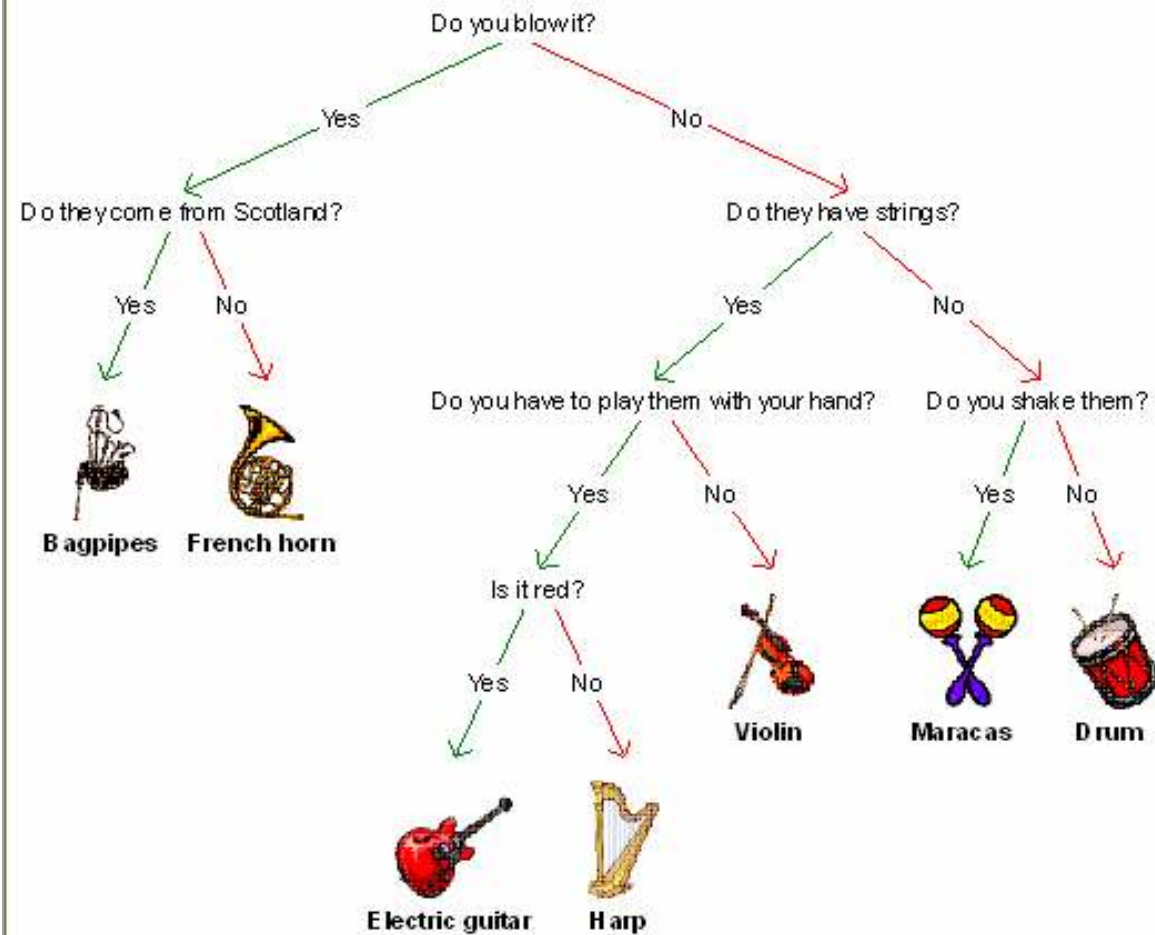 Do you blow it?
Yes
No
Do they come from Scotland?
Do they have strings?
Yes
No
Yes
No
Do you have to play them with your hand?
Do you shake them?
Yes
No
Yes
No
Bagpipes
French horn
Is it red?
Yes
No
Violin
Maracas
Drum
Electric guitar
Harp